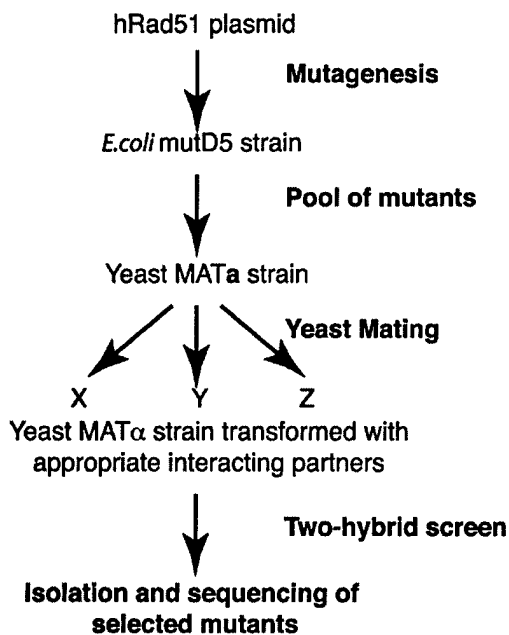 hRad51 plasmid
Mutagenesis
E.coli mutD5 strain
Pool of mutants
Yeast MATa strain
Yeast Mating
X Y Z
Yeast MATα strain transformed with
appropriate interacting partners
Two-hybrid screen
Isolation and sequencing of
selected mutants